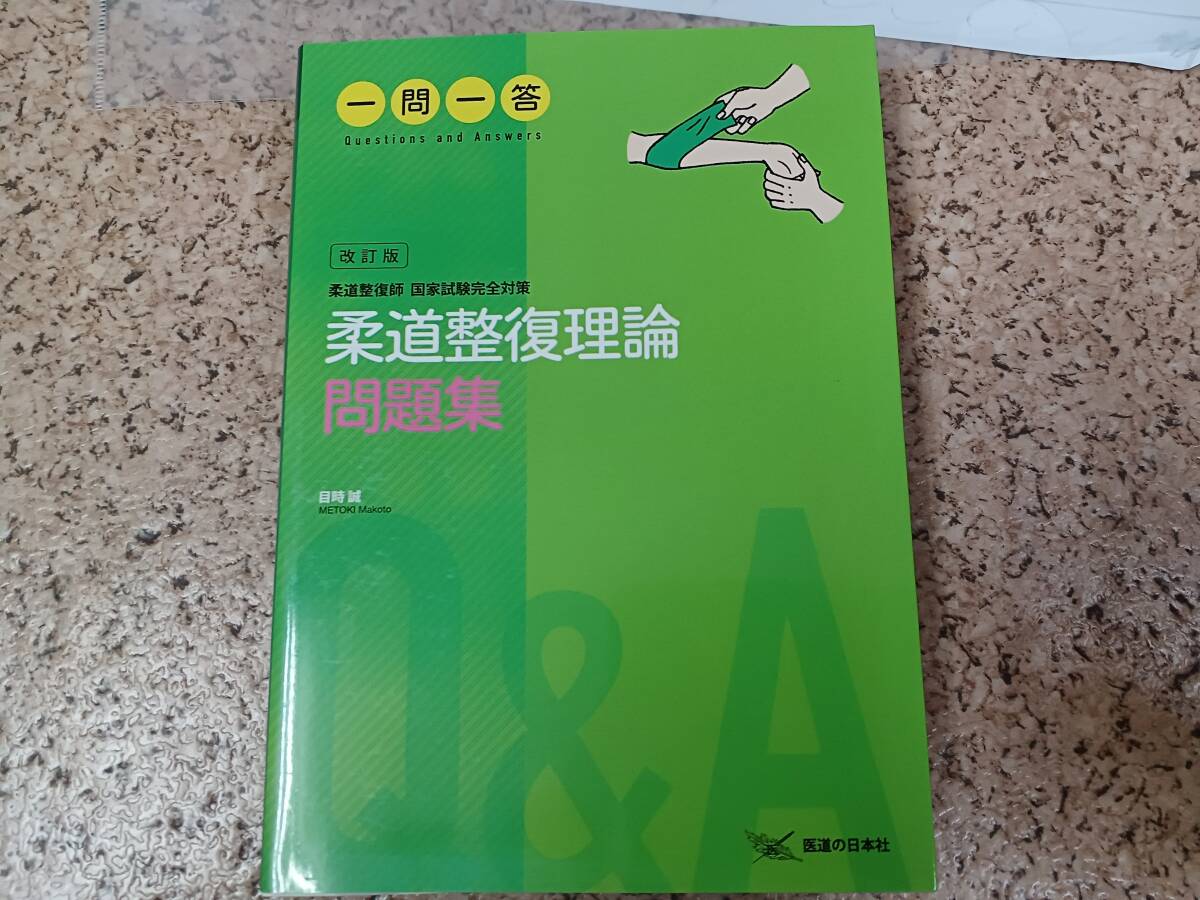 一問一答
Questions and Answers
改訂版
柔道整復師 国家試験完全対策
柔道整復理論
問題集
目時 誠
METOKI Makoto
Q&A
医道の日本社